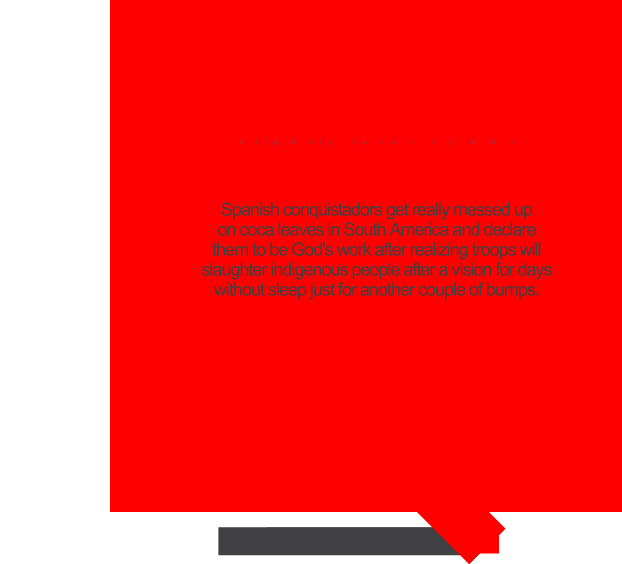 Spanish conquistadors get really messed up
on coca leaves in South America and declare
them to be God's work after realizing troops will
slaughter indigenous people after a vision for days
without sleep just for another couple of bumps.